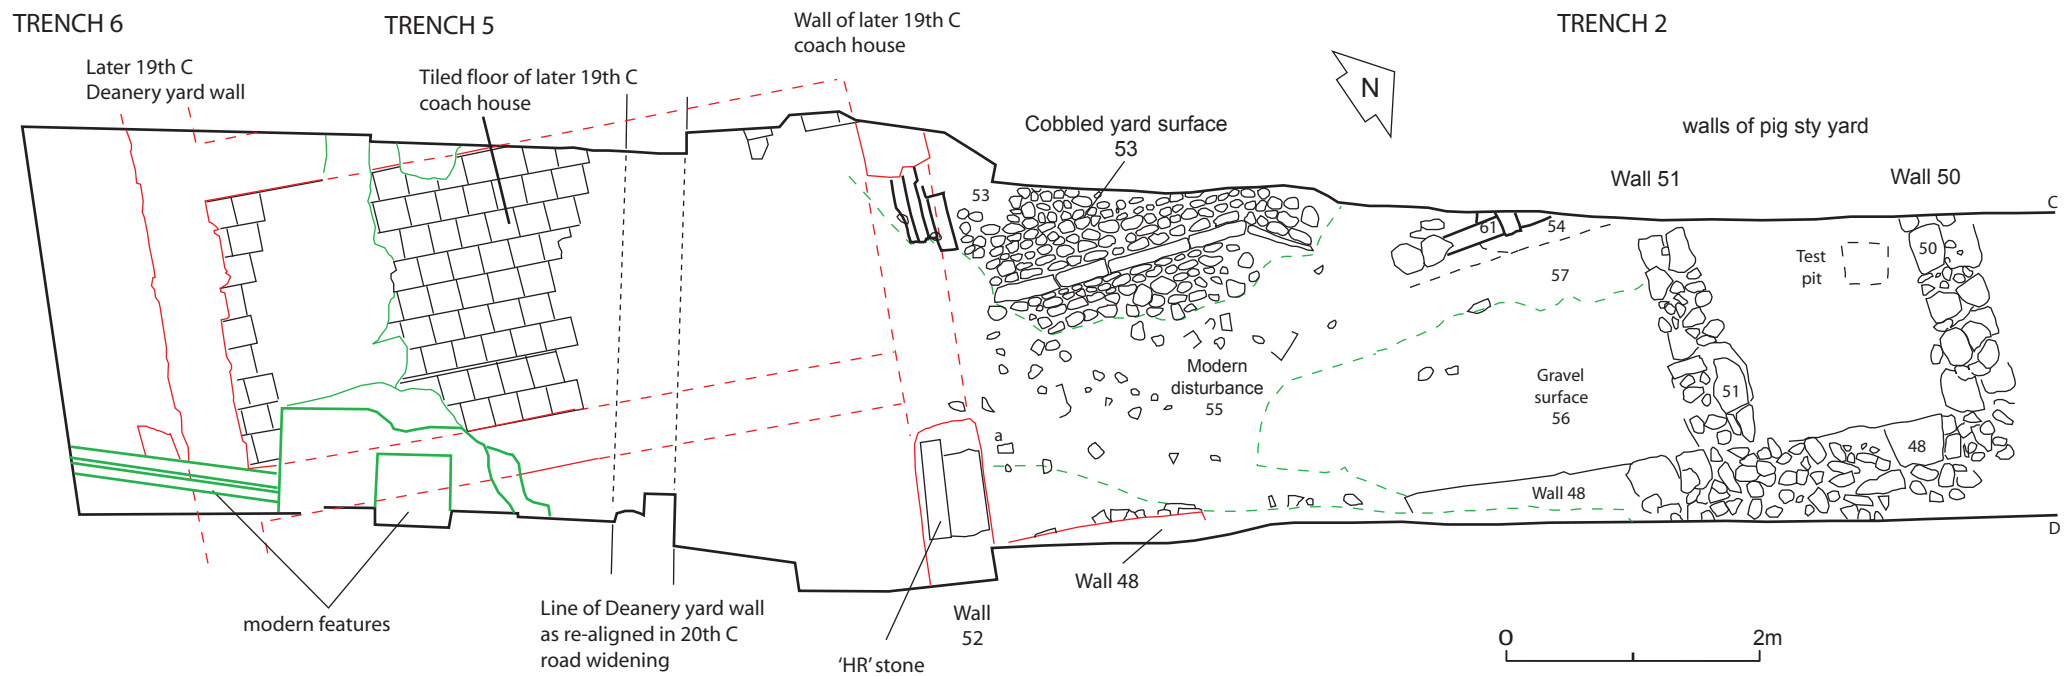 TRENCH 6
TRENCH 5
Wall of later 19th C
coach house
TRENCH 2
Later 19th C
Deanery yard wall
Tiled floor of later 19th C
coach house
N
Cobbled yard surface
53
walls of pig sty yard
Wall 51
Wall 50
C
53
61
54
57
Test
pit
50
Modern
disturbance
55
Gravel
surface
56
51
a
48
Wall 48
D
Wall 48
modern features
Line of Deanery yard wall
as re-aligned in 20th C
road widening
'HR' stone
Wall
52
0
2m